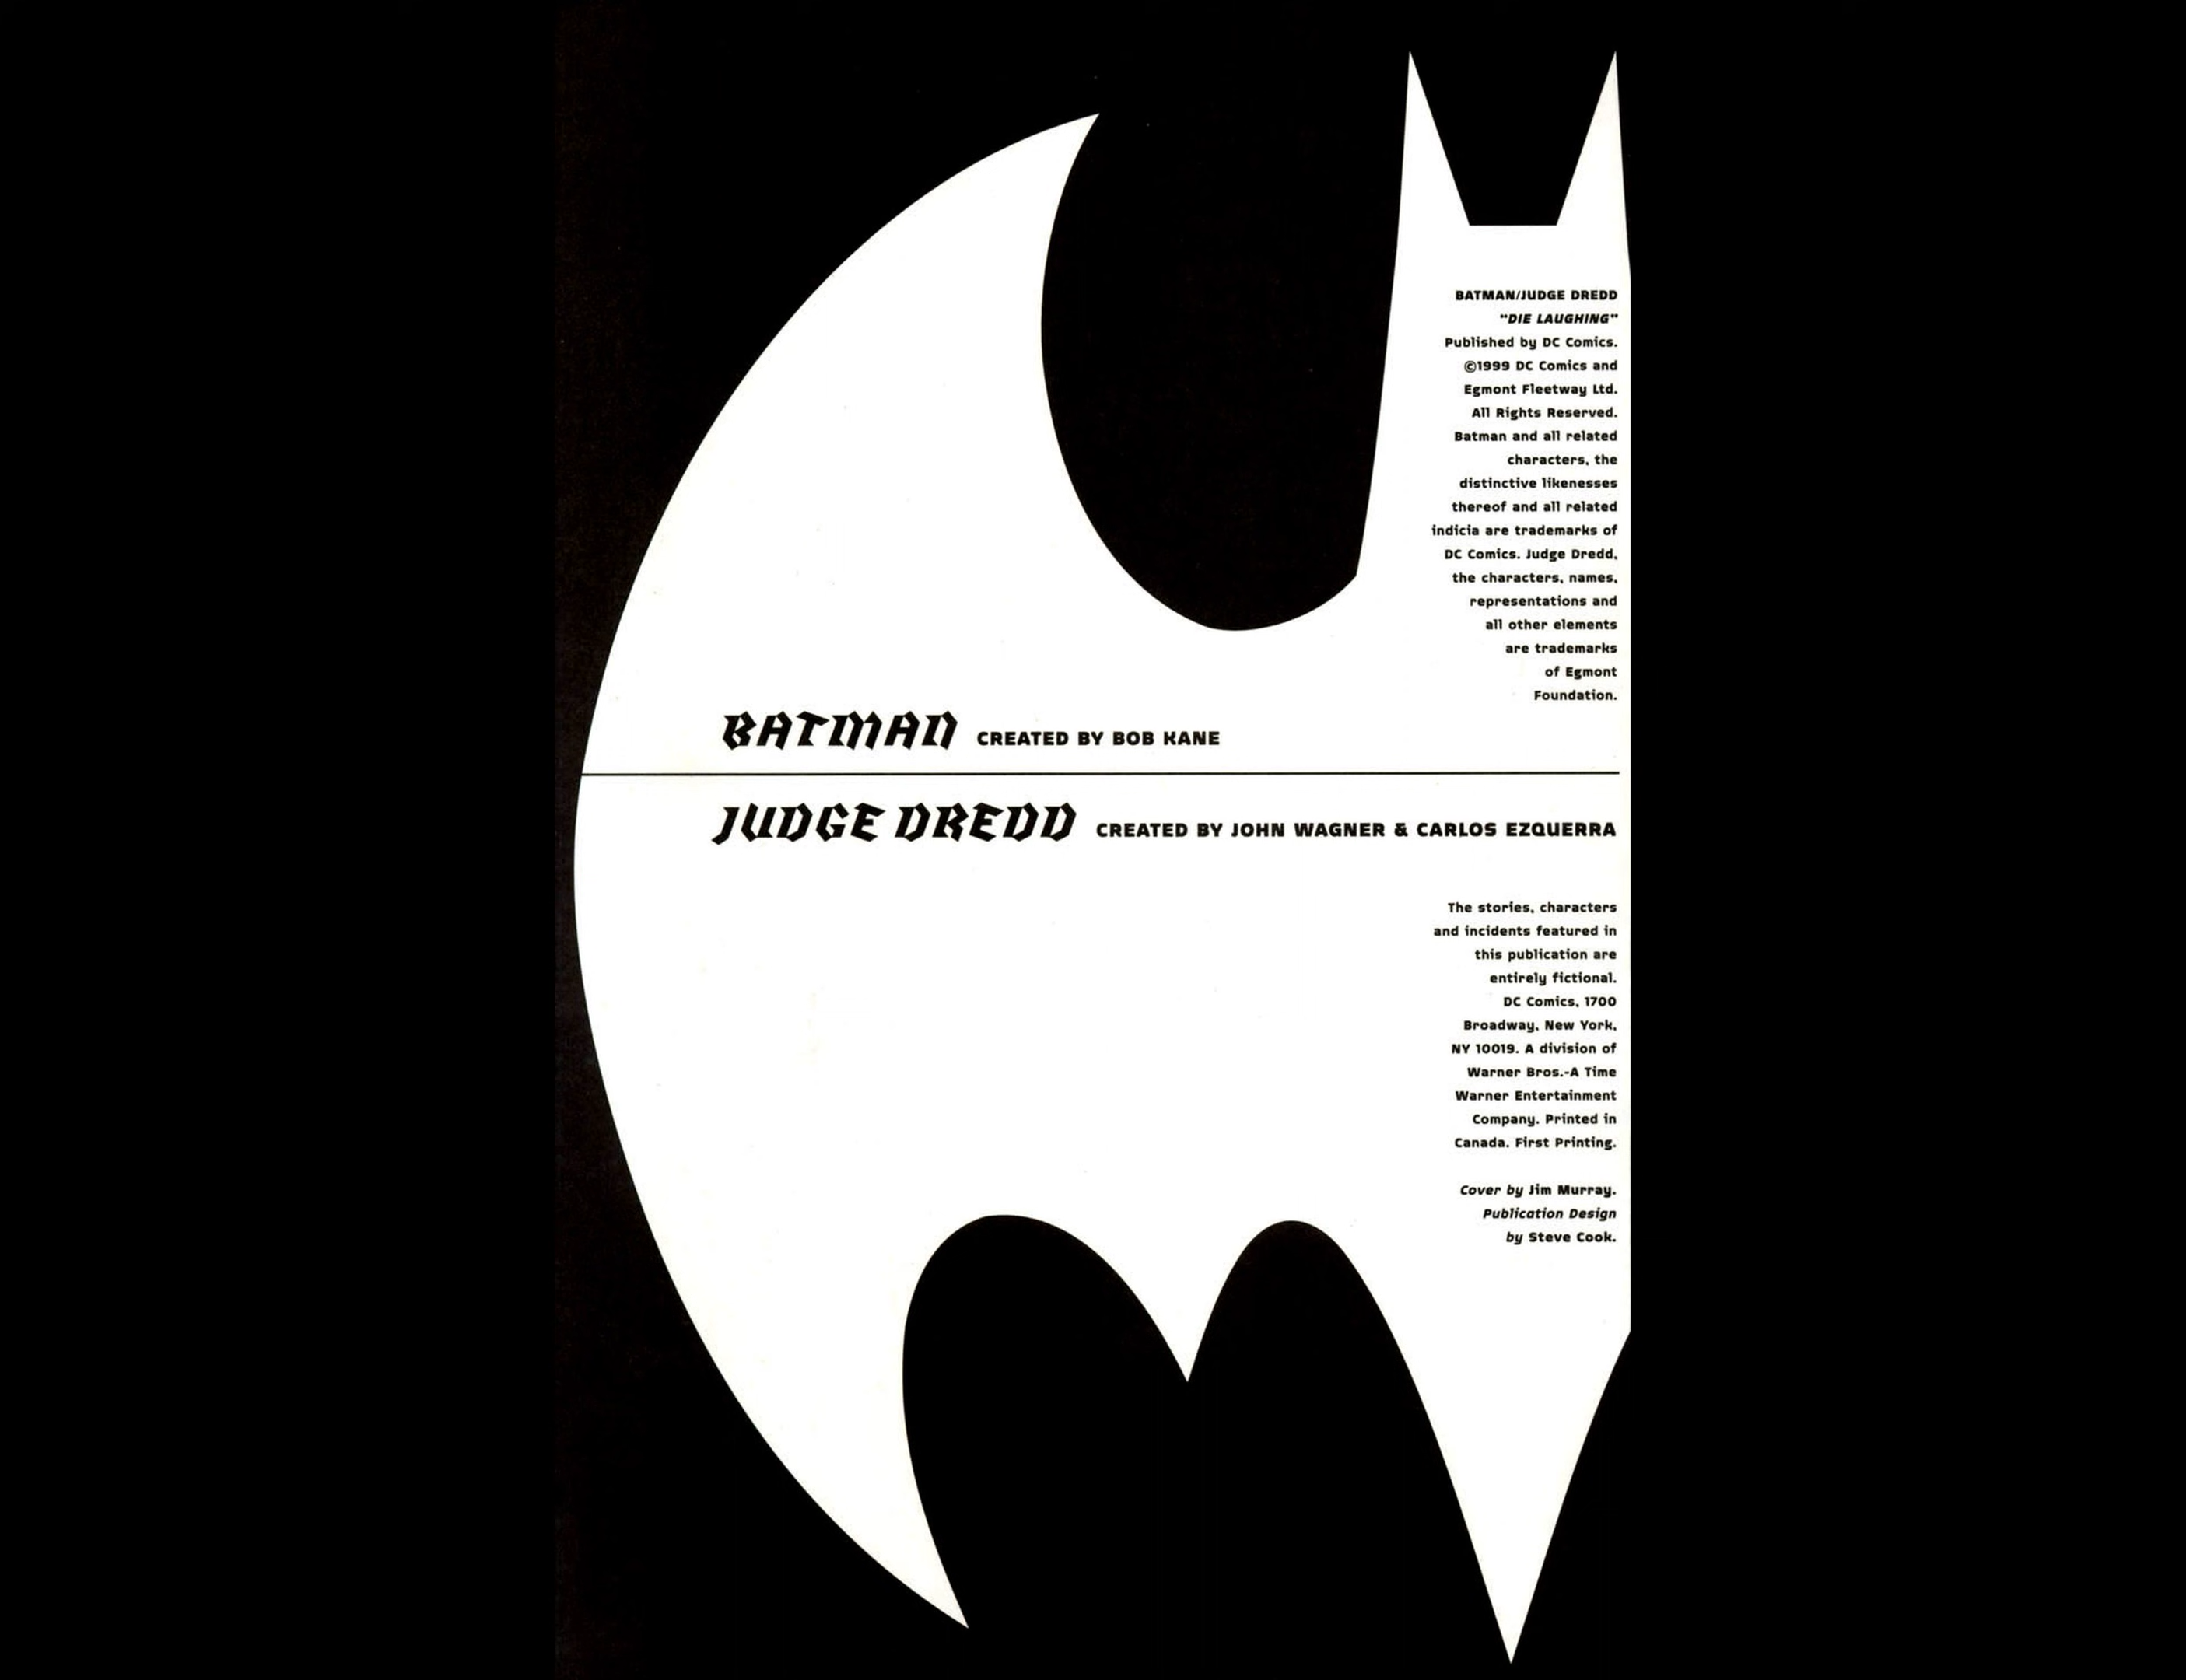 BATMAN/JUDGE DREDD
"DIE LAUGHING"
Published by DC Comics.
©1999 DC Comics and
Egmont Fleetway Ltd.
All Rights Reserved.
Batman and all related
characters, the
distinctive likenesses
thereof and all related
indicia are trademarks of
DC Comics. Judge Dredd,
the characters, names,
representations and
all other elements
are trademarks
of Egmont
Foundation.
BATMAN CREATED BY BOB KANE
JUDGE DREDD CREATED BY JOHN WAGNER & CARLOS EZQUERRA
The stories, characters
and incidents featured in
this publication are
entirely fictional.
DC Comics, 1700
Broadway, New York,
NY 10019. A division of
Warner Bros.-A Time
Warner Entertainment
Company. Printed in
Canada. First Printing.
Cover by Jim Murray.
Publication Design
by Steve Cook.